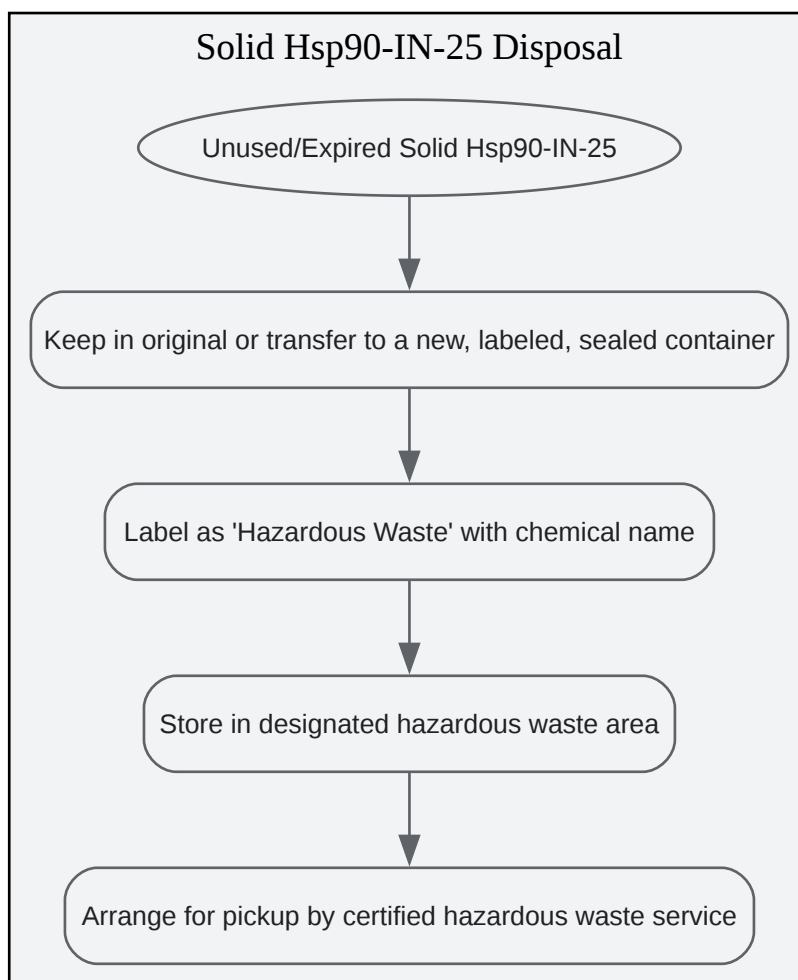 Solid Hsp90-IN-25 Disposal
Unused/Expired Solid Hsp90-IN-25
Keep in original or transfer to a new, labeled, sealed container
Label as 'Hazardous Waste' with chemical name
Store in designated hazardous waste area
Arrange for pickup by certified hazardous waste service